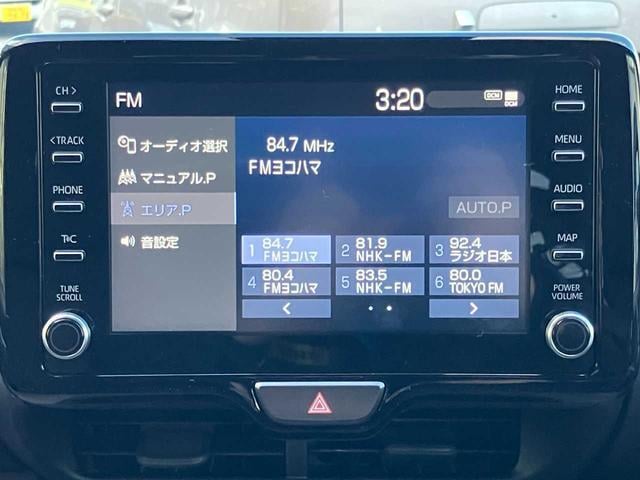 CH >
<TRACK
PHONE
T℞C
TUNE
SCROLL
FM
3:20
DCM
DCM
オーディオ選択
マニュアル.P
エリア.P
音設定
84.7 MHz
FMヨコハマ
AUTO.P
1 84.7 FMヨコハマ
2 81.9 NHK-FM
3 92.4 ラジオ日本
4 80.4 FMヨコハマ
5 83.5 NHK-FM
6 80.0 TOKYO FM
<
>
HOME
MENU
AUDIO
MAP
POWER
VOLUME